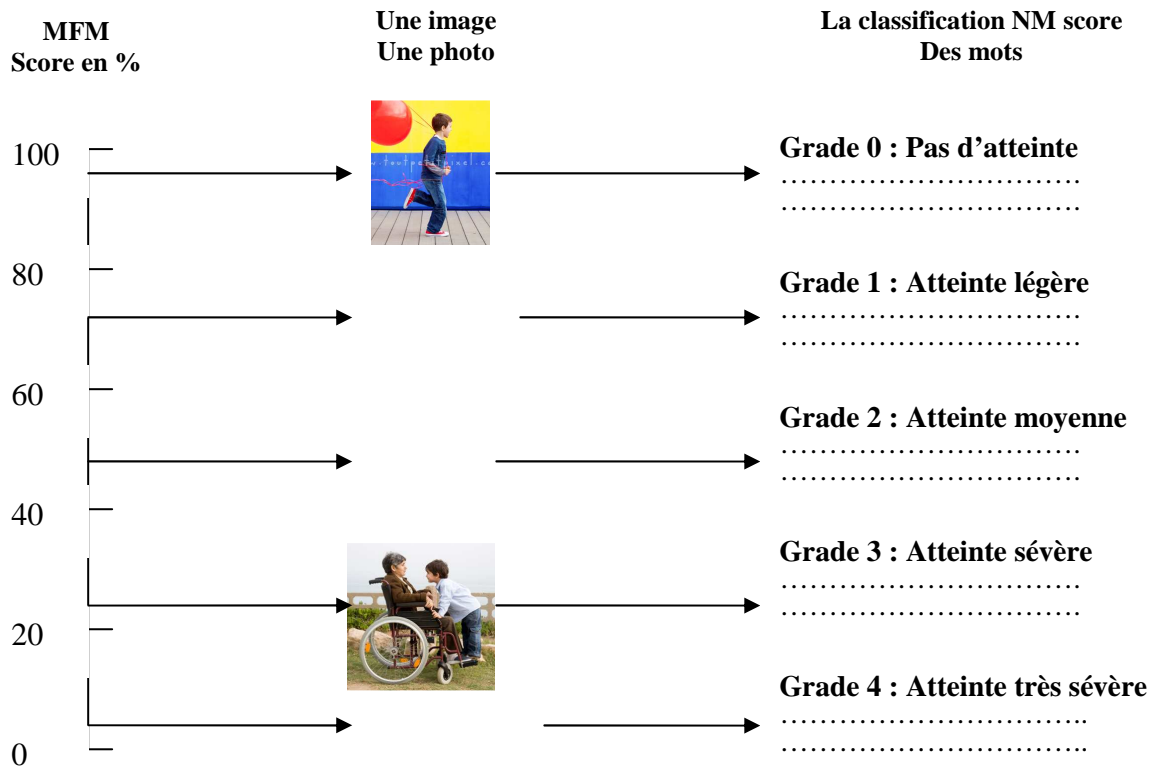 MFM
Score en %
Une image
Une photo
La classification NM score
Des mots
100
Grade 0 : Pas d’atteinte
…………………………….
…………………………….
80
Grade 1 : Atteinte légère
…………………………….
…………………………….
60
Grade 2 : Atteinte moyenne
…………………………….
…………………………….
40
Grade 3 : Atteinte sévère
…………………………….
…………………………….
20
Grade 4 : Atteinte très sévère
……………………………..
……………………………..
0